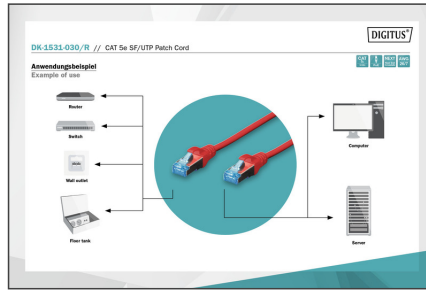 DIGITUS®
DK-1531-030/R // CAT 5e SF/UTP Patch Cord
Anwendungsbeispiel
Example of use
Router
Switch
Wall outlet
Floor tank
Computer
Server